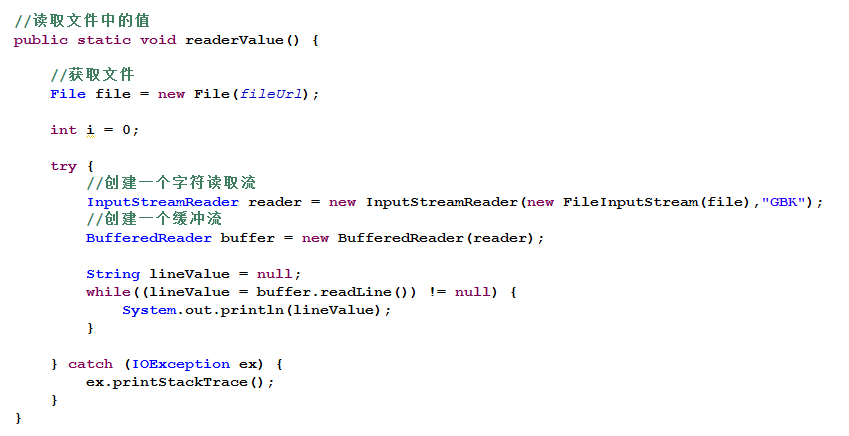 //读取文件中的值
public static void readerValue() {
//获取文件
File file = new File(fileUrl);
int i = 0;
try {
//创建一个字符读取流
InputStreamReader reader = new InputStreamReader(new FileInputStream(file),"GBK");
//创建一个缓冲流
BufferedReader buffer = new BufferedReader(reader);
String lineValue = null;
while((lineValue = buffer.readLine()) != null) {
System.out.println(lineValue);
}
} catch (IOException ex) {
ex.printStackTrace();
}
}